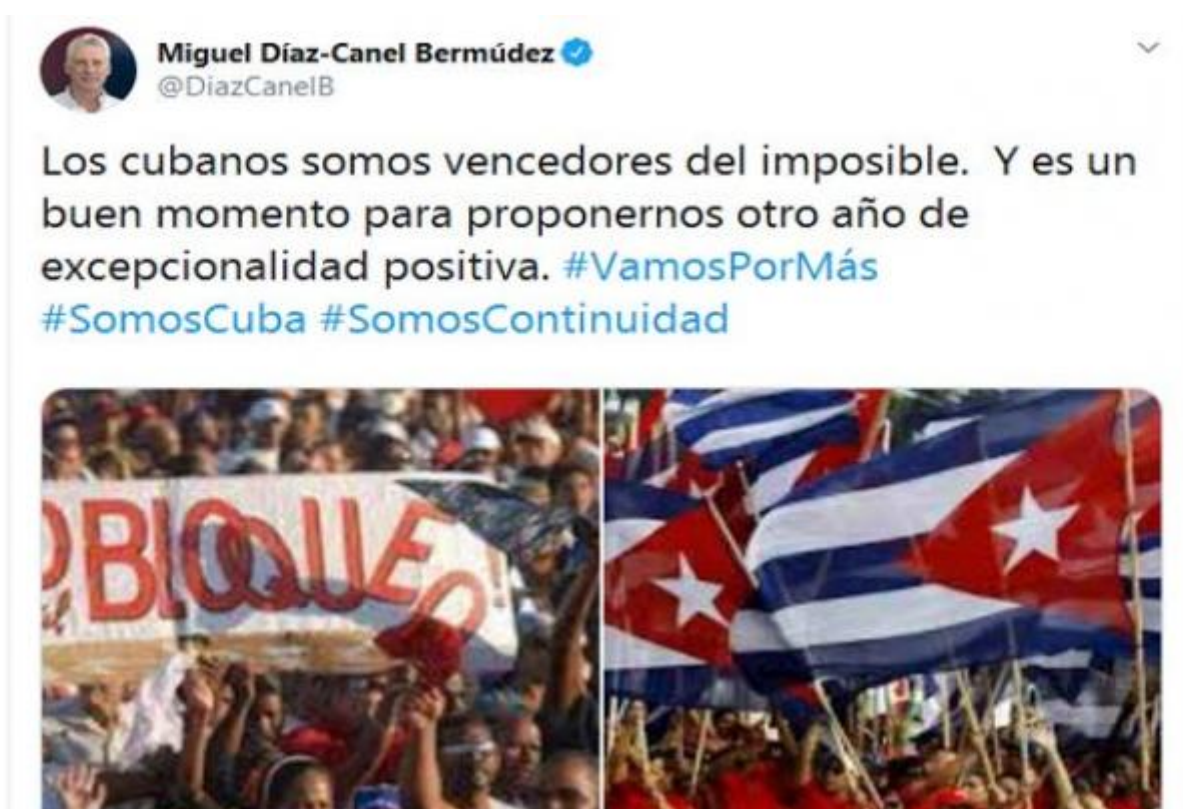 Miguel Díaz-Canel Bermúdez
@DiazCanelB
Los cubanos somos vencedores del imposible. Y es un
buen momento para proponernos otro año de
excepcionalidad positiva. #VamosPorMás
#SomosCuba #SomosContinuidad
BLOQUEO!